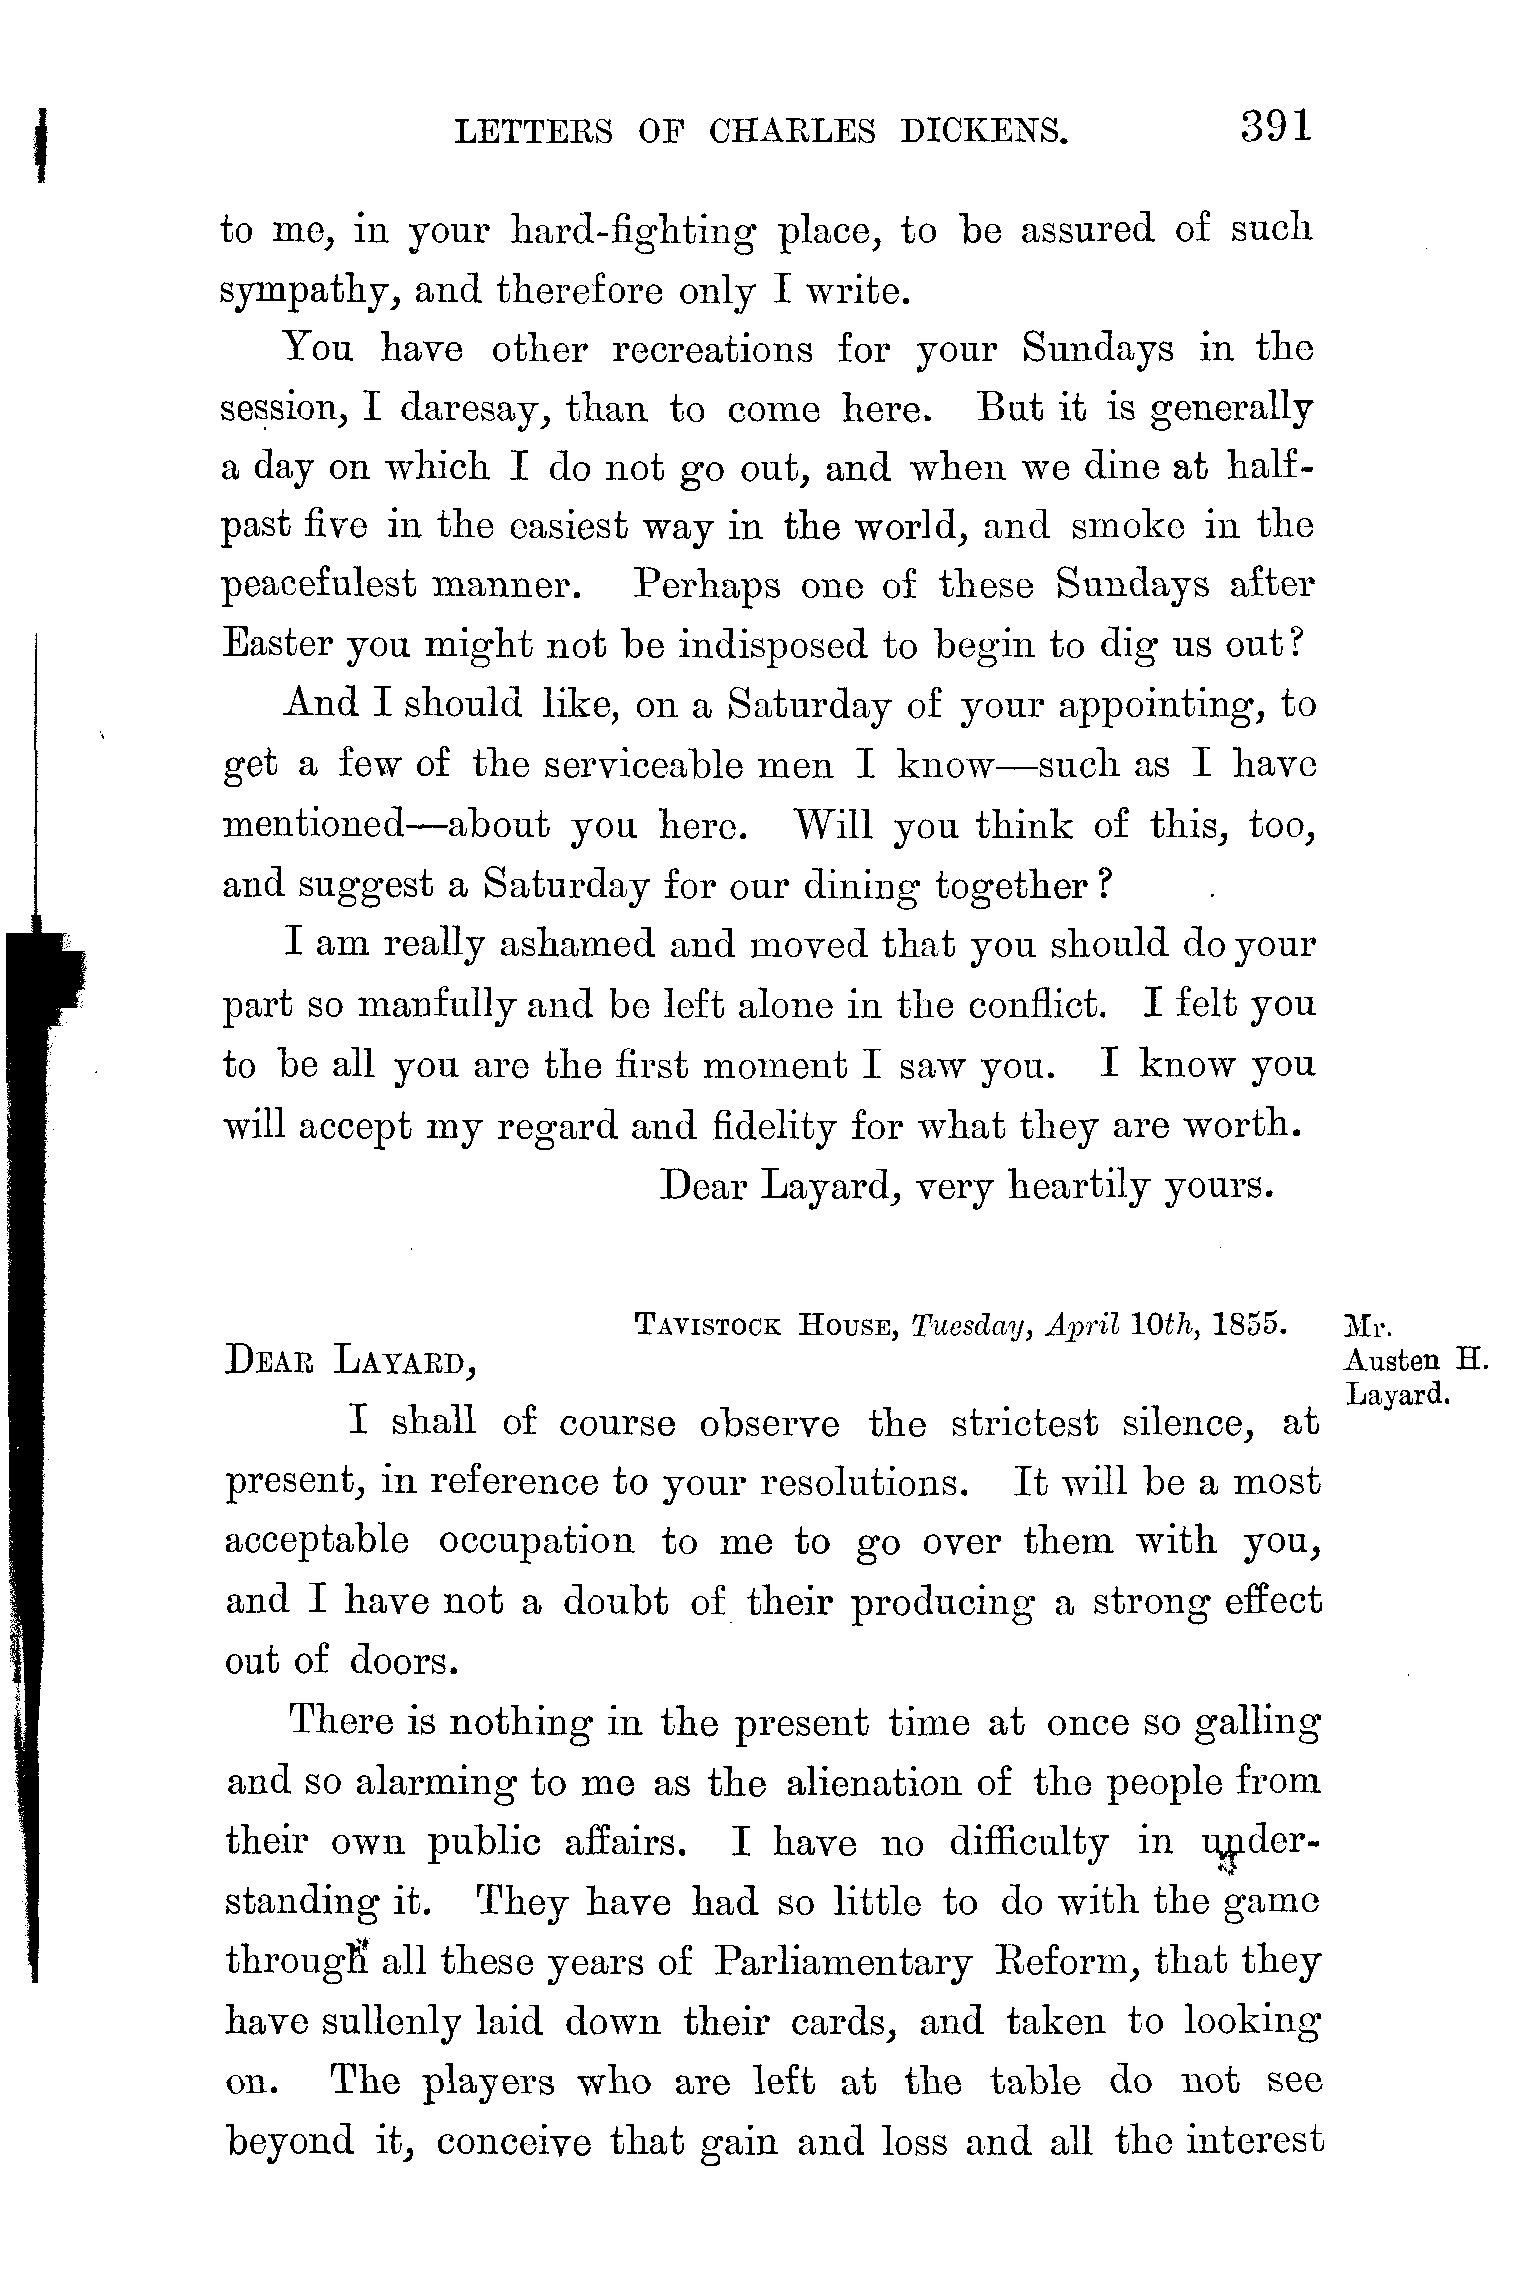 LETTERS OF CHARLES DICKENS. 391
to me, in your hard-fighting place, to be assured of such
sympathy, and therefore only I write.
You have other recreations for your Sundays in the
session, I daresay, than to come here. But it is generally
a day on which I do not go out, and when we dine at half-
past five in the easiest way in the world, and smoke in the
peacefulest manner. Perhaps one of these Sundays after
Easter you might not be indisposed to begin to dig us out?
And I should like, on a Saturday of your appointing, to
get a few of the serviceable men I know—such as I have
mentioned—about you here. Will you think of this, too,
and suggest a Saturday for our dining together?
I am really ashamed and moved that you should do your
part so manfully and be left alone in the conflict. I felt you
to be all you are the first moment I saw you. I know you
will accept my regard and fidelity for what they are worth.
Dear Layard, very heartily yours.
TAVISTOCK HOUSE, Tuesday, April 10th, 1855.
Mr.
Austen H.
Layard.
DEAR LAYARD,
I shall of course observe the strictest silence, at
present, in reference to your resolutions. It will be a most
acceptable occupation to me to go over them with you,
and I have not a doubt of their producing a strong effect
out of doors.
There is nothing in the present time at once so galling
and so alarming to me as the alienation of the people from
their own public affairs. I have no difficulty in under-
standing it. They have had so little to do with the game
through all these years of Parliamentary Reform, that they
have sullenly laid down their cards, and taken to looking
on. The players who are left at the table do not see
beyond it, conceive that gain and loss and all the interest